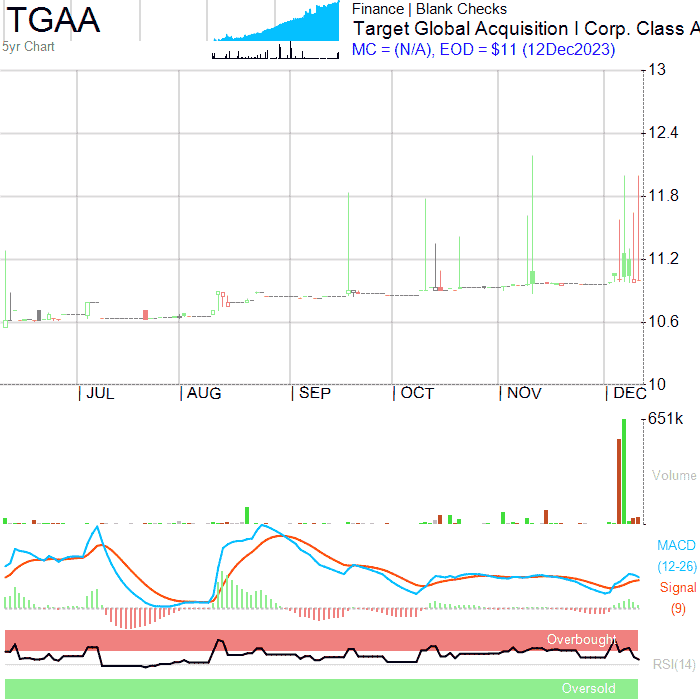 TGAA
5yr Chart
Finance | Blank Checks
Target Global Acquisition I Corp. Class A
MC = (N/A), EOD = $11 (12Dec2023)
13
12.4
11.8
11.2
10.6
10
| JUL | AUG | SEP | OCT | NOV | DEC
651k
Volume
MACD
(12-26)
Signal
(9)
Overbought
RSI(14)
Oversold